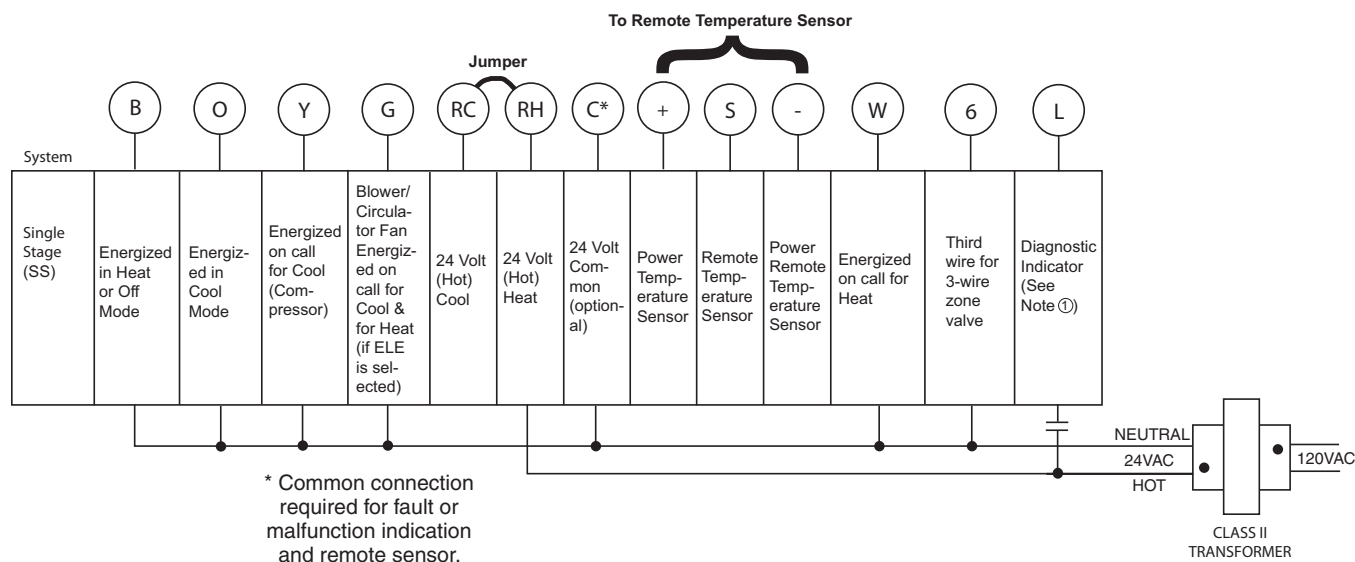 To Remote Temperature Sensor
Jumper
B
O
Y
G
RC
RH
C*
+
S
-
W
6
L
System
Single
Stage
(SS)
Energized
in Heat
or Off
Mode
Energiz-
ed in
Cool
Mode
Energized
on call
for Cool
(Com-
pressor)
Blower/
Circula-
tor Fan
Energiz-
ed on
call for
Cool &
for Heat
(if ELE
is sel-
ected)
24 Volt
(Hot)
Cool
24 Volt
(Hot)
Heat
24 Volt
Com-
mon
(option-
al)
Power
Temp-
erature
Sensor
Remote
Temp-
erature
Sensor
Power
Remote
Temp-
erature
Sensor
Energized
on call for
Heat
Third
wire for
3-wire
zone
valve
Diagnostic
Indicator
(See
Note ①)
NEUTRAL
24VAC
HOT
120VAC
CLASS II
TRANSFORMER
* Common connection
required for fault or
malfunction indication
and remote sensor.